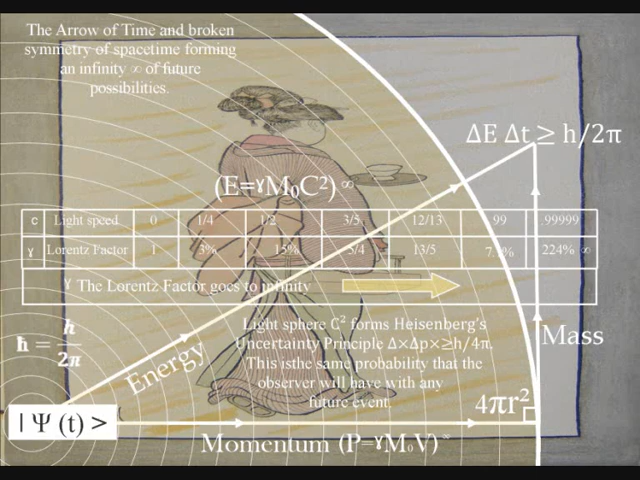 The Arrow of Time and broken
symmetry of spacetime forming
an infinity ∞ of future
possibilities.
ΔE Δt ≥ h/2π
(E=ɣM₀C²)∞
C Light speed 0 1/4 1/2 3/5 12/13 99 .99999
ɣ Lorentz Factor 1 3% 15% 5/4 13/5 7.1% 224% ∞
ɣ The Lorentz Factor goes to infinity
ħ = h/2π
Energy
Light sphere C² forms Heisenberg's
Uncertainty Principle Δ×Δp×≥h/4π.
This isthe same probability that the
observer will have with any
future event.
Mass
4πr²
| Ψ (t) >
Momentum (P=ɣM₀V)∞